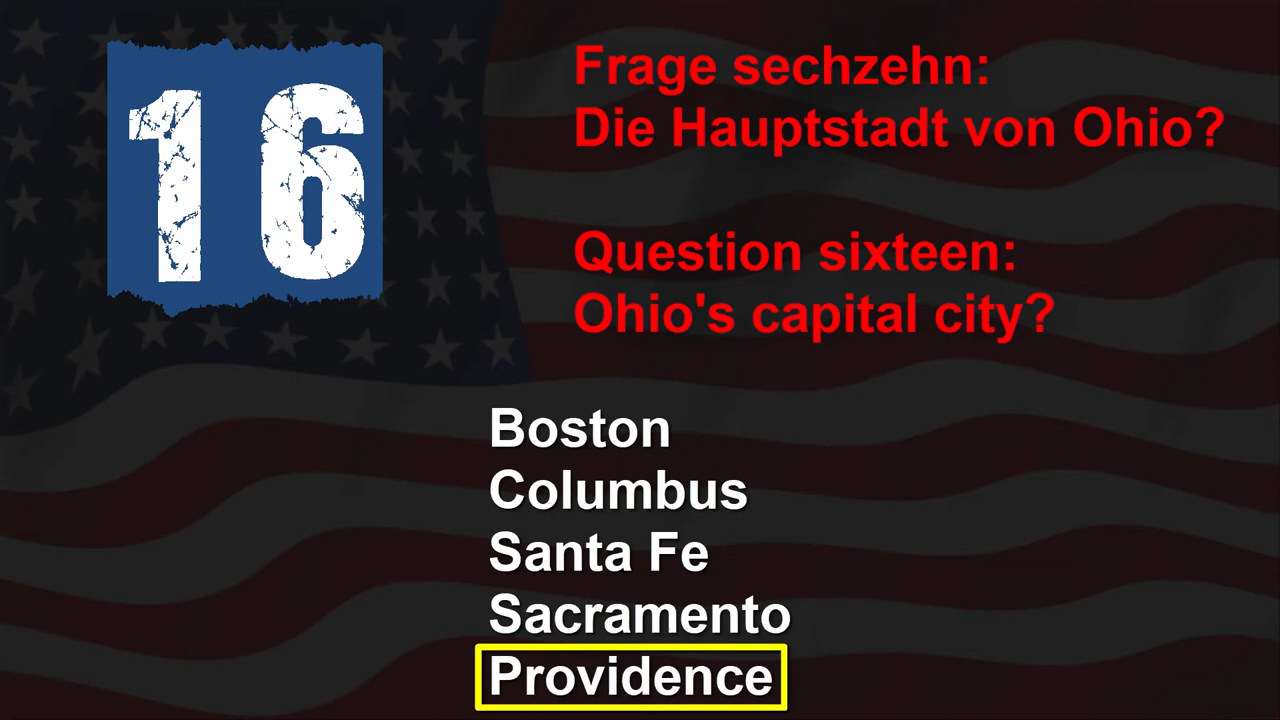 16
Frage sechzehn:
Die Hauptstadt von Ohio?
Question sixteen:
Ohio's capital city?
Boston
Columbus
Santa Fe
Sacramento
Providence